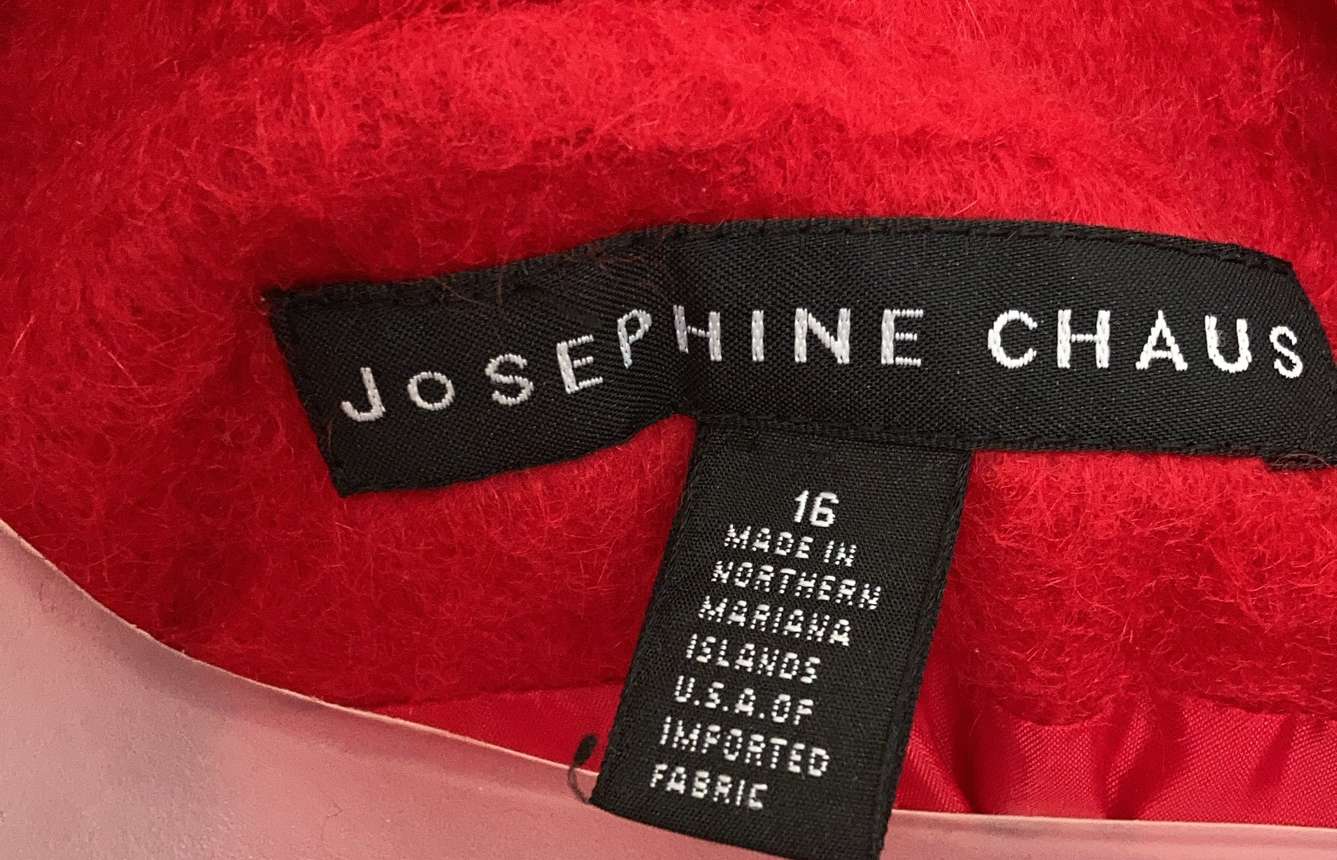 JoSEPHINE CHAUS
16
MADE IN
NORTHERN
MARIANA
ISLANDS
U.S.A.OF
IMPORTED
FABRIC